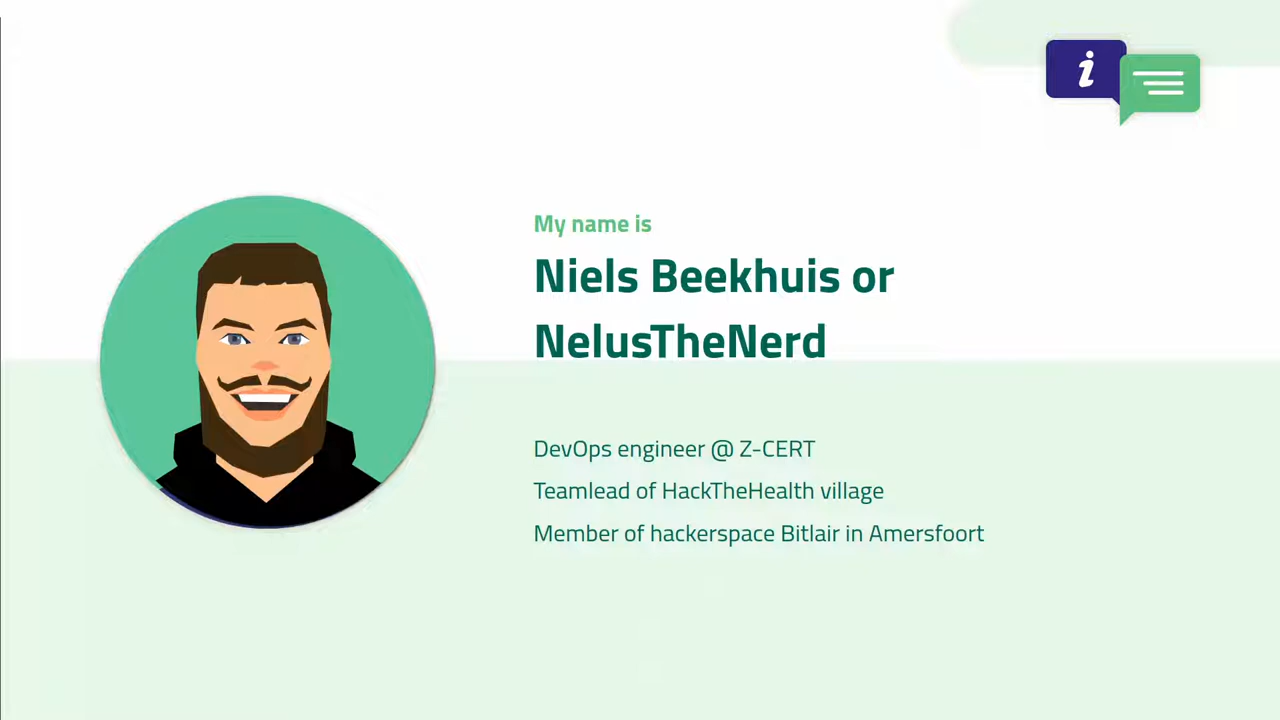 i
My name is
Niels Beekhuis or
NelusTheNerd
DevOps engineer @ Z-CERT
Teamlead of HackTheHealth village
Member of hackerspace Bitlair in Amersfoort